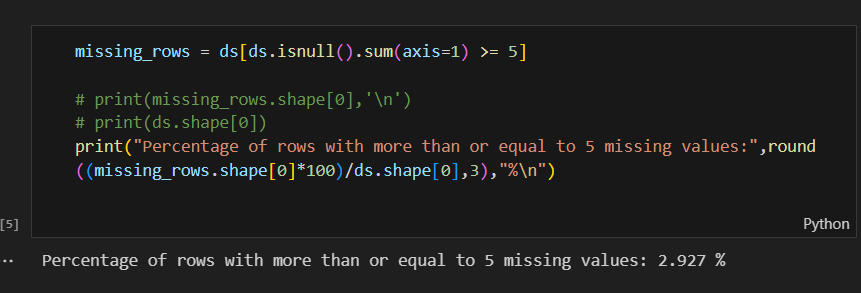 missing_rows = ds[ds.isnull().sum(axis=1) >= 5]
# print(missing_rows.shape[0],'\n')
# print(ds.shape[0])
print("Percentage of rows with more than or equal to 5 missing values:",round
((missing_rows.shape[0]*100)/ds.shape[0],3),"%\n")
[5]
Python
Percentage of rows with more than or equal to 5 missing values: 2.927 %